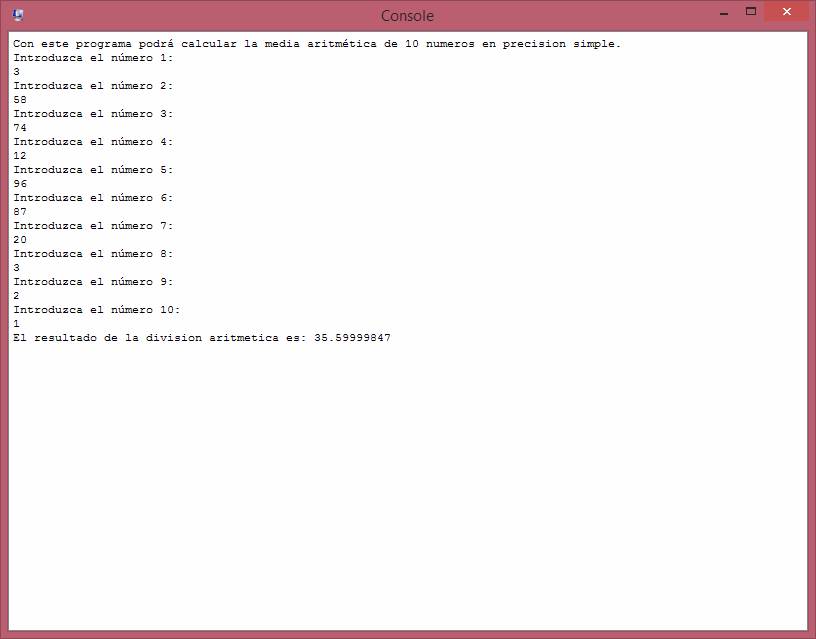 Console
Con este programa podrá calcular la media aritmética de 10 numeros en precision simple.
Introduzca el número 1:
3
Introduzca el número 2:
58
Introduzca el número 3:
74
Introduzca el número 4:
12
Introduzca el número 5:
96
Introduzca el número 6:
87
Introduzca el número 7:
20
Introduzca el número 8:
3
Introduzca el número 9:
2
Introduzca el número 10:
1
El resultado de la division aritmetica es: 35.59999847